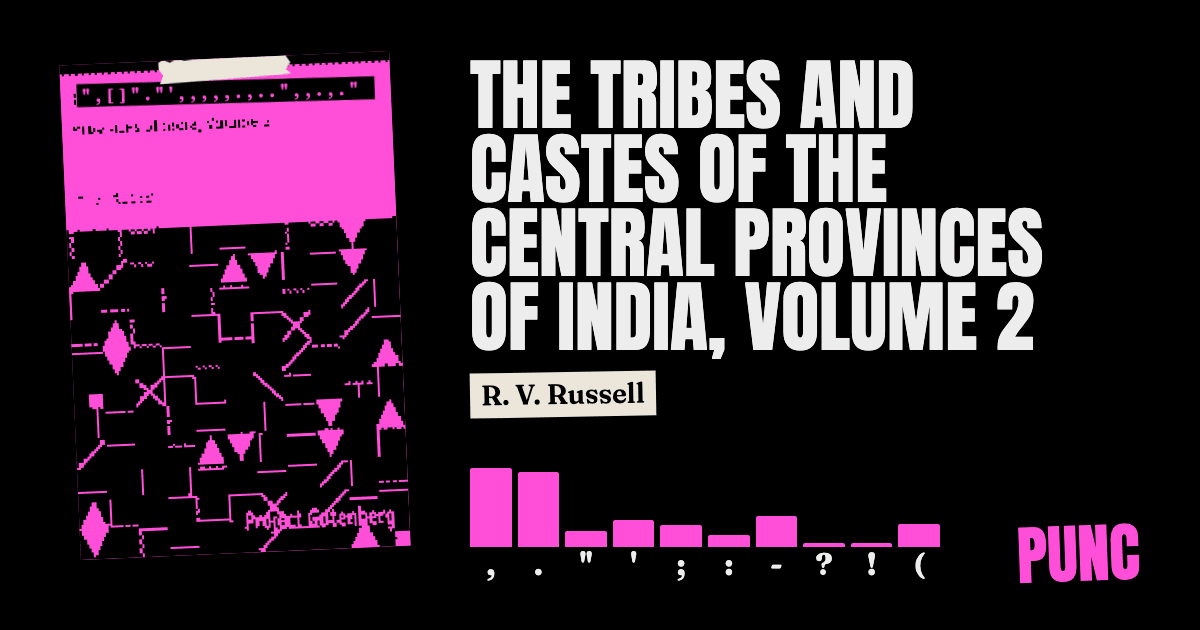 ",[]"."',,,,,.,..",,.,."
Project Gutenberg
THE TRIBES AND
CASTES OF THE
CENTRAL PROVINCES
OF INDIA, VOLUME 2
R. V. Russell
, . " ' ; : - ? ! (
PUNC